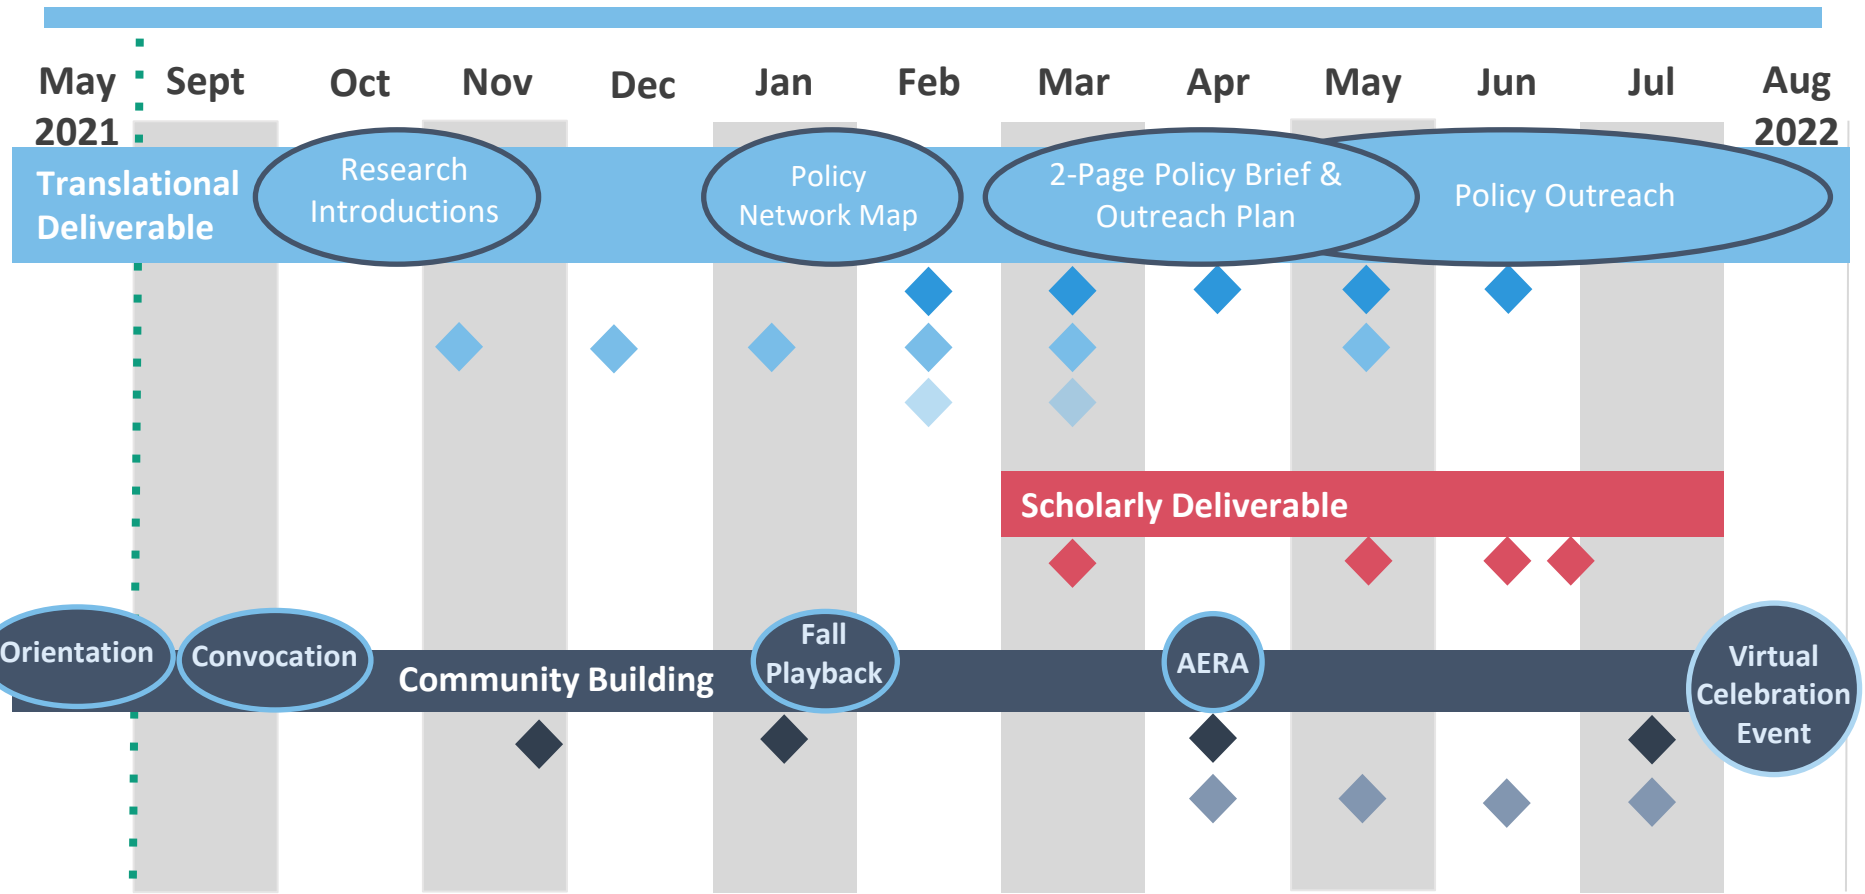 May Sept Oct Nov Dec Jan Feb Mar Apr May Jun Jul Aug
2021 2022
Translational
Deliverable
Research
Introductions
Policy
Network Map
2-Page Policy Brief &
Outreach Plan
Policy Outreach
Scholarly Deliverable
Orientation
Convocation
Community Building
Fall
Playback
AERA
Virtual
Celebration
Event